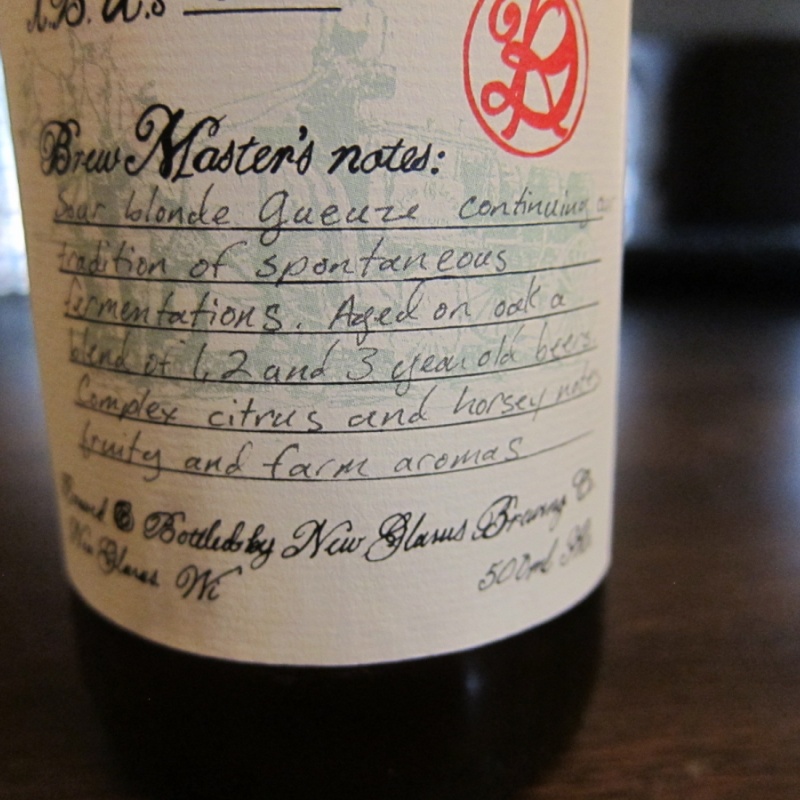 I.B.U.s
R
Brew Master's notes:
Sour blonde Gueuze continuing our
tradition of spontaneous
fermentations. Aged on oak a
blend of 1, 2 and 3 year old beers.
Complex citrus and horsey notes
fruity and farm aromas
Brewed & Bottled by New Glarus Brewing Co.
New Glarus Wi
500ml